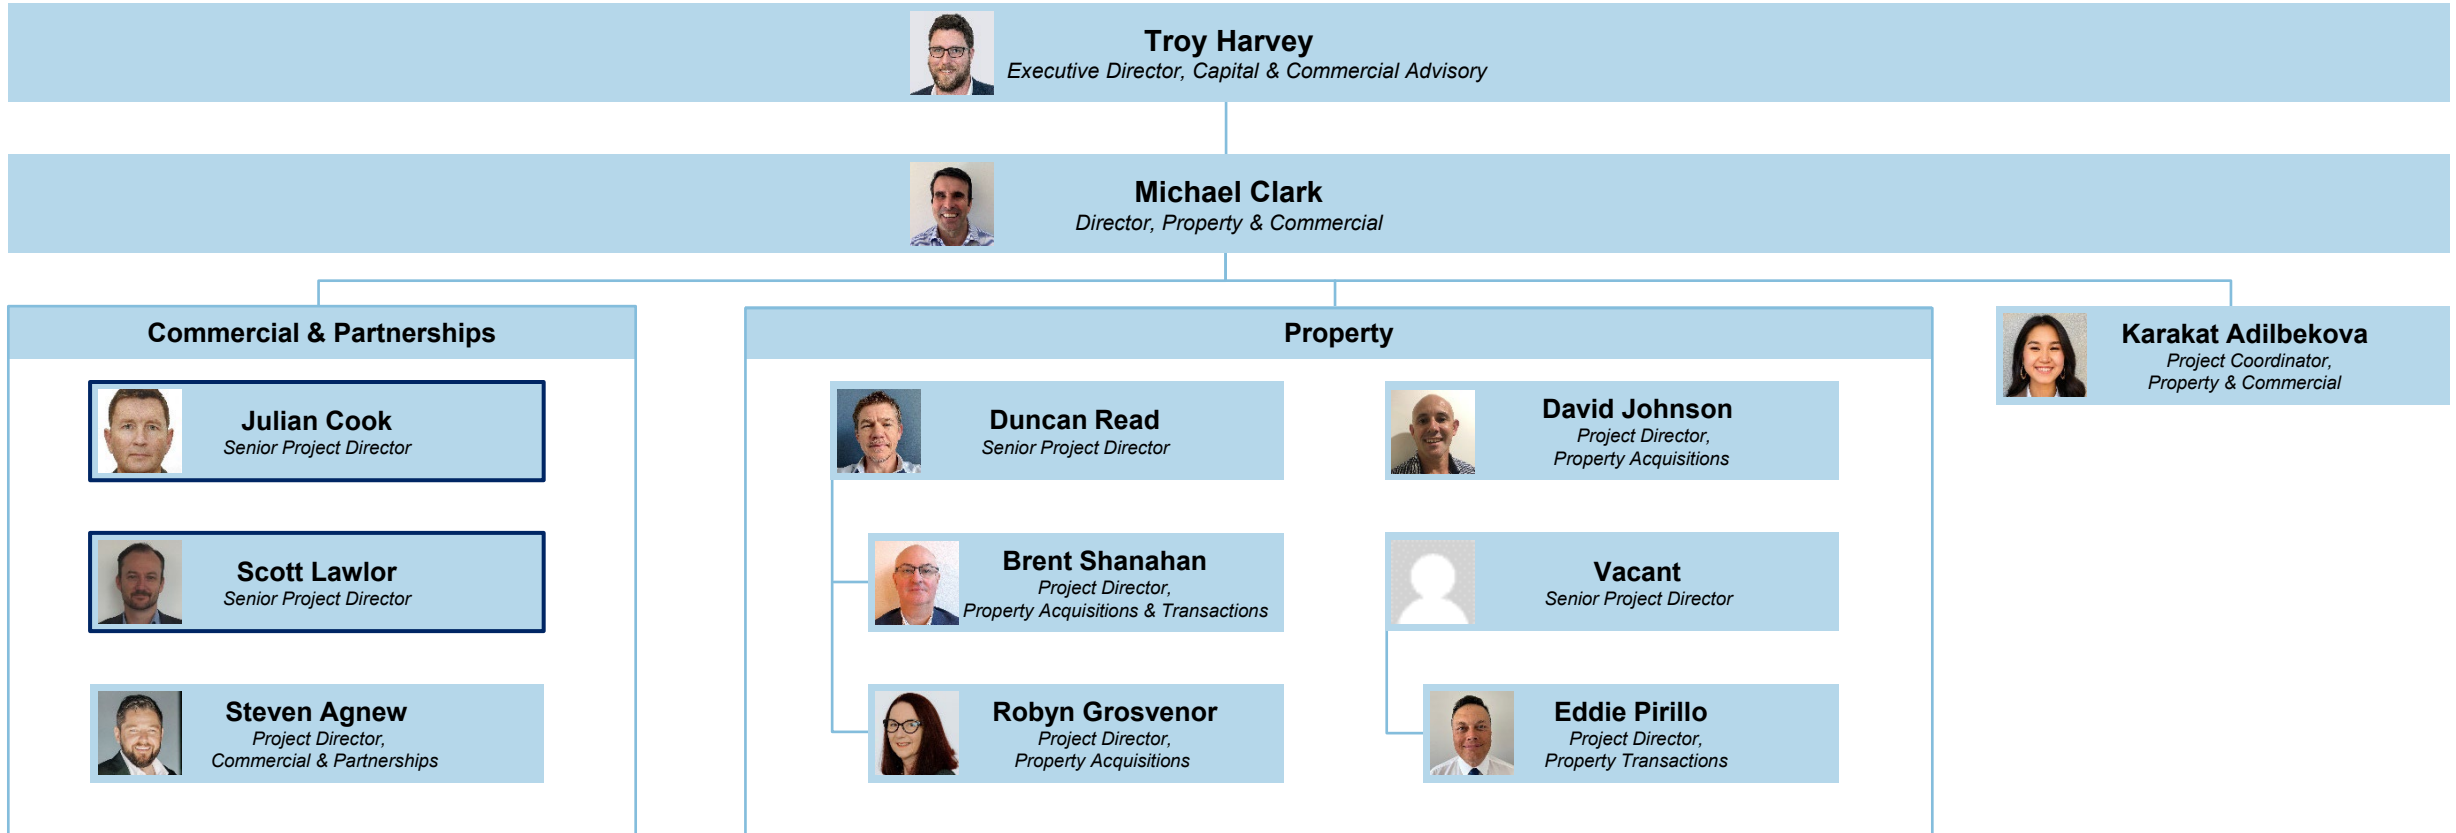 Troy Harvey
Executive Director, Capital & Commercial Advisory
Michael Clark
Director, Property & Commercial
Commercial & Partnerships
Julian Cook
Senior Project Director
Scott Lawlor
Senior Project Director
Steven Agnew
Project Director,
Commercial & Partnerships
Property
Duncan Read
Senior Project Director
Brent Shanahan
Project Director,
Property Acquisitions & Transactions
Robyn Grosvenor
Project Director,
Property Acquisitions
David Johnson
Project Director,
Property Acquisitions
Vacant
Senior Project Director
Eddie Pirillo
Project Director,
Property Transactions
Karakat Adilbekova
Project Coordinator,
Property & Commercial